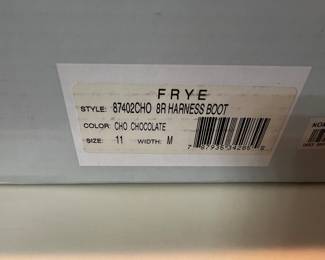 FRYE
STYLE: 87402CHO 8R HARNESS BOOT
COLOR: CHO CHOCOLATE
SIZE: 11 WIDTH: M